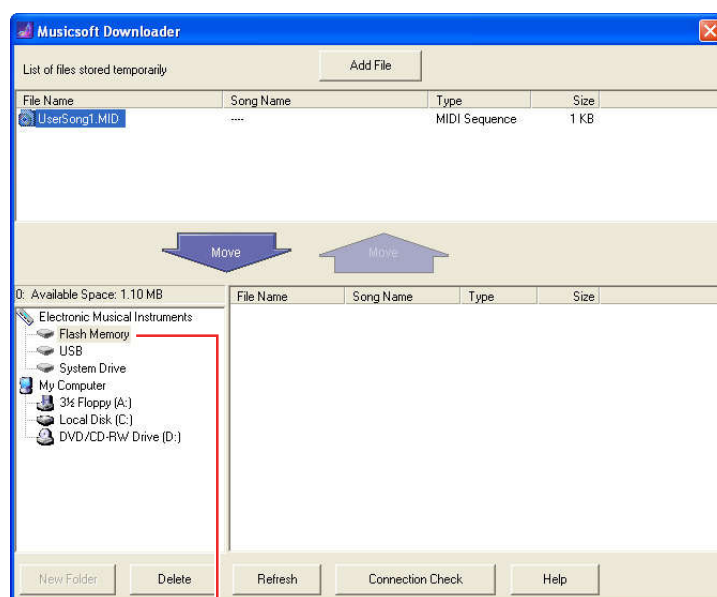 Musicsoft Downloader
List of files stored temporarily
Add File
File Name Song Name Type Size
UserSong1.MID ---- MIDI Sequence 1 KB
Move Move
0: Available Space: 1.10 MB
File Name Song Name Type Size
Electronic Musical Instruments
Flash Memory
USB
System Drive
My Computer
3½ Floppy (A:)
Local Disk (C:)
DVD/CD-RW Drive (D:)
New Folder Delete Refresh Connection Check Help